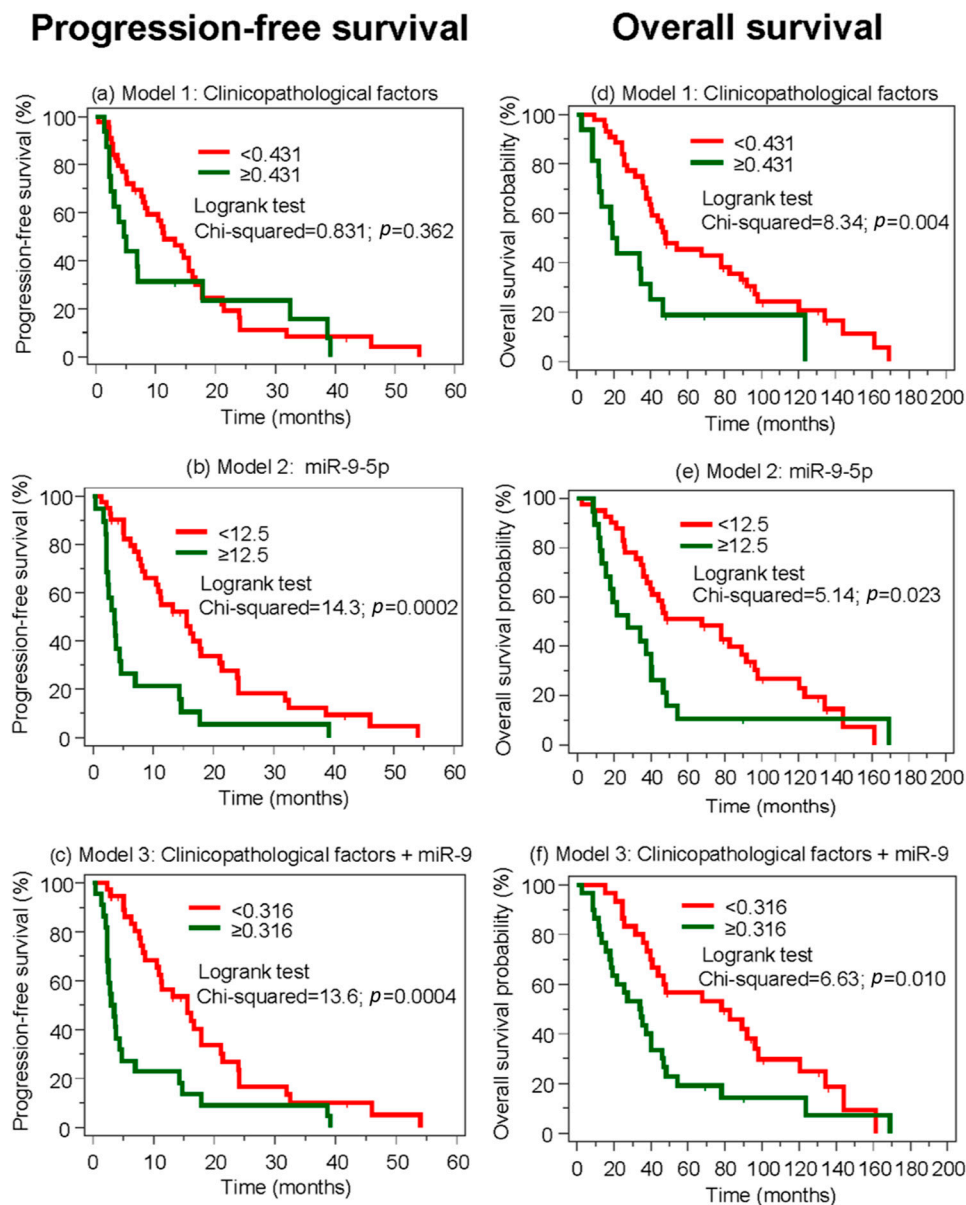 Progression-free survival
Overall survival
(a) Model 1: Clinicopathological factors
Progression-free survival (%)
100
80
60
40
20
0
<0.431
≥0.431
Logrank test
Chi-squared=0.831; p=0.362
0 10 20 30 40 50 60
Time (months)
(d) Model 1: Clinicopathological factors
Overall survival probability (%)
100
80
60
40
20
0
<0.431
≥0.431
Logrank test
Chi-squared=8.34; p=0.004
0 20 40 60 80 100 120 140 160 180 200
Time (months)
(b) Model 2: miR-9-5p
Progression-free survival (%)
100
80
60
40
20
0
<12.5
≥12.5
Logrank test
Chi-squared=14.3; p=0.0002
0 10 20 30 40 50 60
Time (months)
(e) Model 2: miR-9-5p
Overall survival probability (%)
100
80
60
40
20
0
<12.5
≥12.5
Logrank test
Chi-squared=5.14; p=0.023
0 20 40 60 80 100 120 140 160 180 200
Time (months)
(c) Model 3: Clinicopathological factors + miR-9
Progression-free survival (%)
100
80
60
40
20
0
<0.316
≥0.316
Logrank test
Chi-squared=13.6; p=0.0004
0 10 20 30 40 50 60
Time (months)
(f) Model 3: Clinicopathological factors + miR-9
Overall survival probability (%)
100
80
60
40
20
0
<0.316
≥0.316
Logrank test
Chi-squared=6.63; p=0.010
0 20 40 60 80 100 120 140 160 180 200
Time (months)